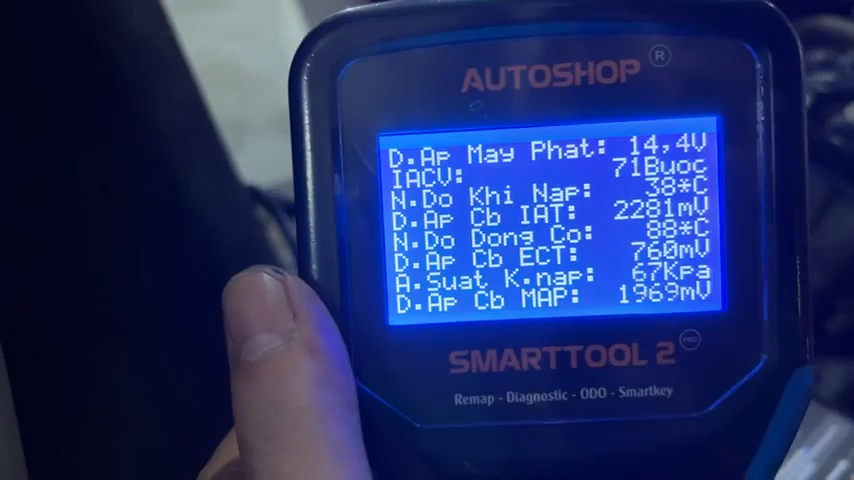 AUTOSHOP ®
D.Ap May Phat: 14,4V
IACV: 71Buoc
N.Do Khi Nap: 38*C
D.Ap Cb IAT: 2281mV
N.Do Dong Co: 88*C
D.Ap Cb ECT: 760mV
A.Suat K.nap: 67Kpa
D.Ap Cb MAP: 1969mV
SMARTTOOL 2 PRO
Remap - Diagnostic - ODO - Smartkey